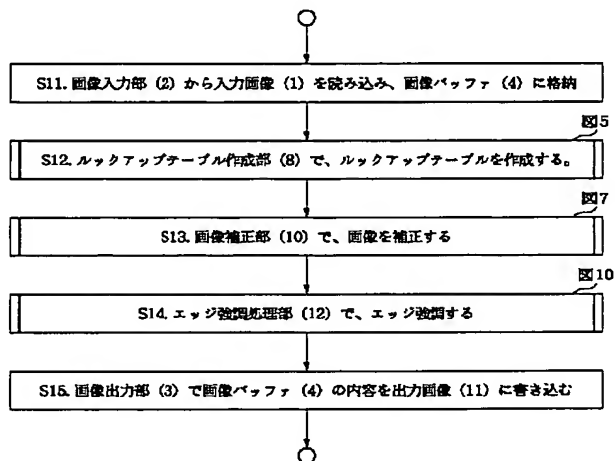 S11. 画像入力部 (2) から入力画像 (1) を読み込み、画像バッファ (4) に格納
図5
S12. ルックアップテーブル作成部 (8) で、ルックアップテーブルを作成する。
図7
S13. 画像補正部 (10) で、画像を補正する
図10
S14. エッジ強調処理部 (12) で、エッジ強調する
S15. 画像出力部 (3) で画像バッファ (4) の内容を出力画像 (11) に書き込む